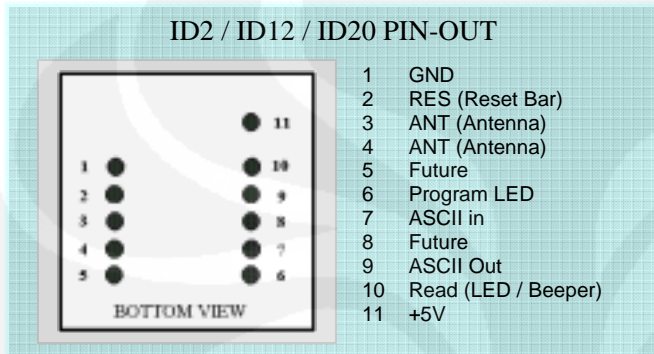 ID2 / ID12 / ID20 PIN-OUT
11
1 10
2 9
3 8
4 7
5 6
BOTTOM VIEW
1 GND
2 RES (Reset Bar)
3 ANT (Antenna)
4 ANT (Antenna)
5 Future
6 Program LED
7 ASCII in
8 Future
9 ASCII Out
10 Read (LED / Beeper)
11 +5V